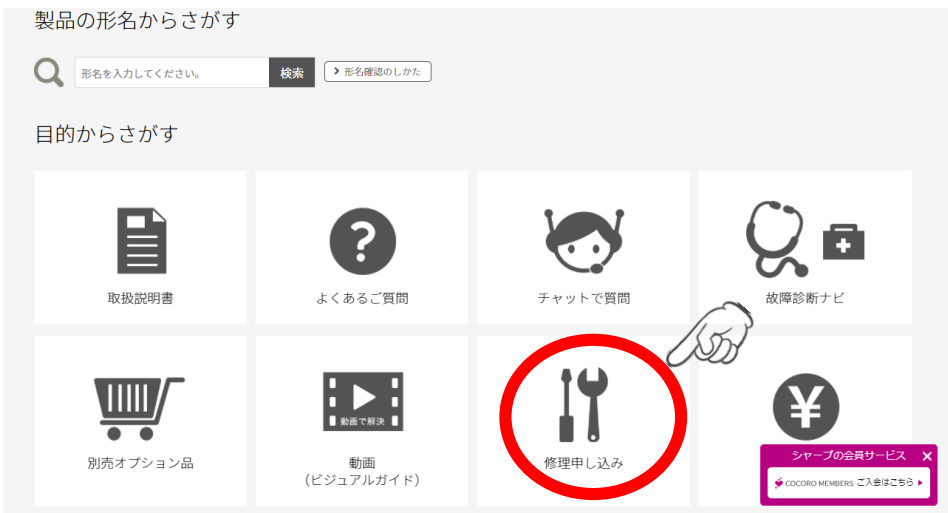 製品の形名からさがす
形名を入力してください。
検索
形名確認のしかた
目的からさがす
取扱説明書
よくあるご質問
チャットで質問
故障診断ナビ
別売オプション品
動画で解決
動画
（ビジュアルガイド）
修理申し込み
シャープの会員サービス ×
COCORO MEMBERS ご入会はこちら